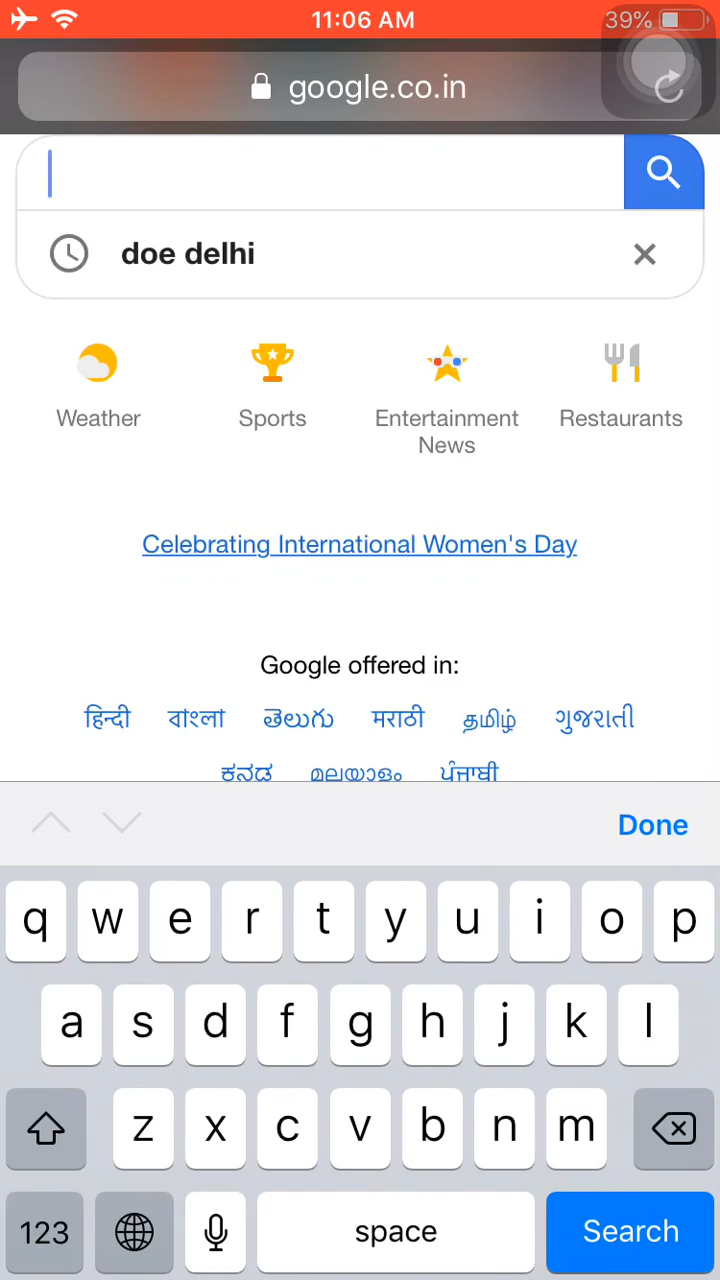 11:06 AM 39%
google.co.in
doe delhi
Weather Sports Entertainment News Restaurants
Celebrating International Women's Day
Google offered in:
हिन्दी বাংলা తెలుగు मराठी தமிழ் ગુજરાતી
ಕನ್ನಡ മലയാളം ਪੰਜਾਬੀ
Done
q w e r t y u i o p
a s d f g h j k l
z x c v b n m
123 space Search